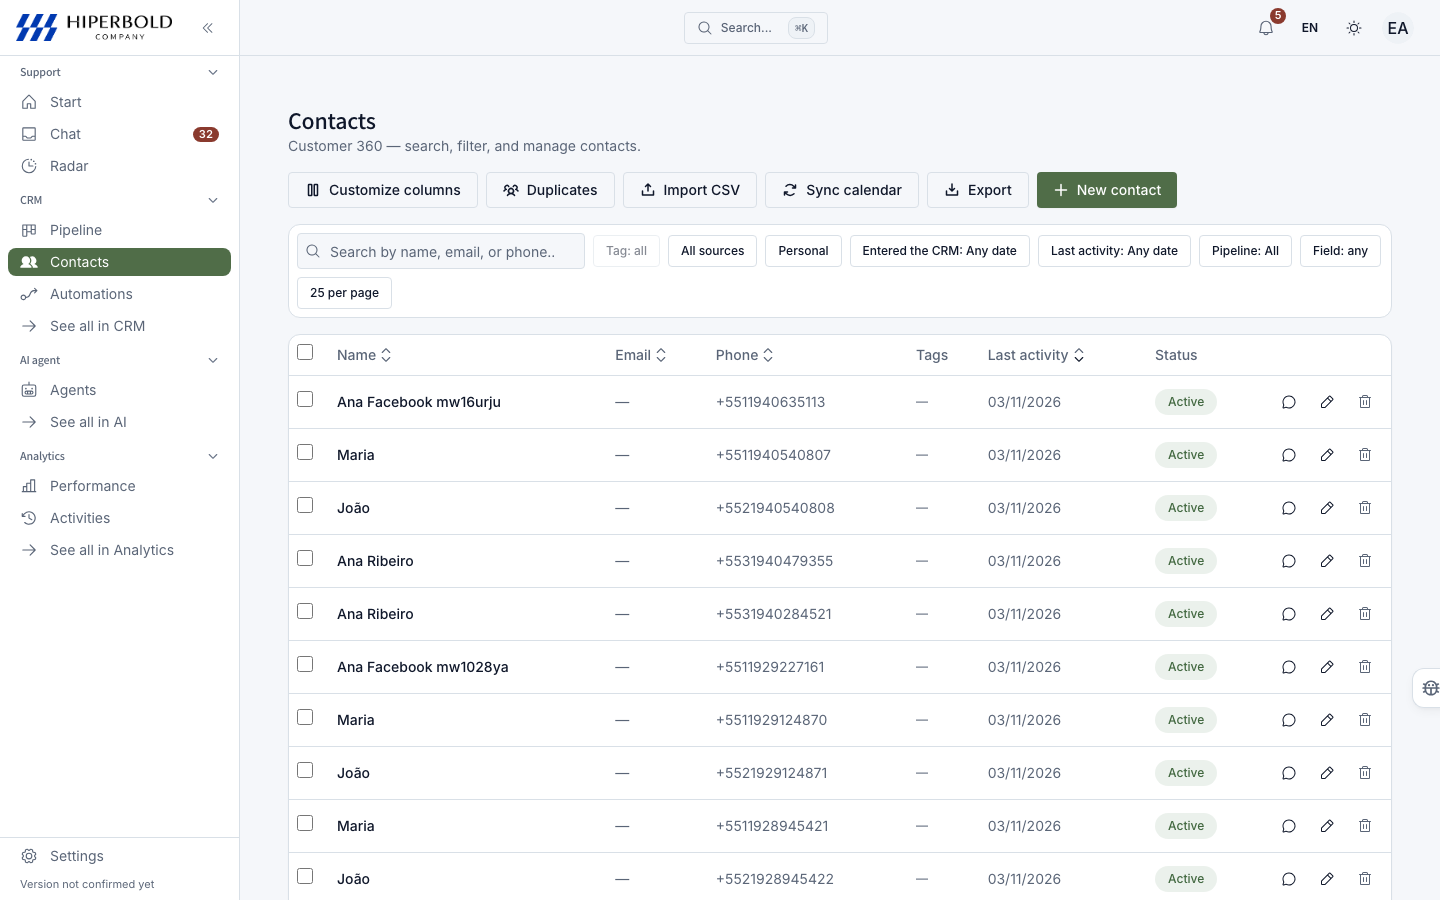 HIPERBOLD
COMPANY
Search...
⌘K
5
EN
EA
Support
Start
Chat
32
Radar
CRM
Pipeline
Contacts
Automations
See all in CRM
AI agent
Agents
See all in AI
Analytics
Performance
Activities
See all in Analytics
Settings
Version not confirmed yet
Contacts
Customer 360 — search, filter, and manage contacts.
Customize columns
Duplicates
Import CSV
Sync calendar
Export
New contact
Search by name, email, or phone..
Tag: all
All sources
Personal
Entered the CRM: Any date
Last activity: Any date
Pipeline: All
Field: any
25 per page
Name Email Phone Tags Last activity Status
Ana Facebook mw16urju — +5511940635113 — 03/11/2026 Active
Maria — +5511940540807 — 03/11/2026 Active
João — +5521940540808 — 03/11/2026 Active
Ana Ribeiro — +5531940479355 — 03/11/2026 Active
Ana Ribeiro — +5531940284521 — 03/11/2026 Active
Ana Facebook mw1028ya — +5511929227161 — 03/11/2026 Active
Maria — +5511929124870 — 03/11/2026 Active
João — +5521929124871 — 03/11/2026 Active
Maria — +5511928945421 — 03/11/2026 Active
João — +5521928945422 — 03/11/2026 Active